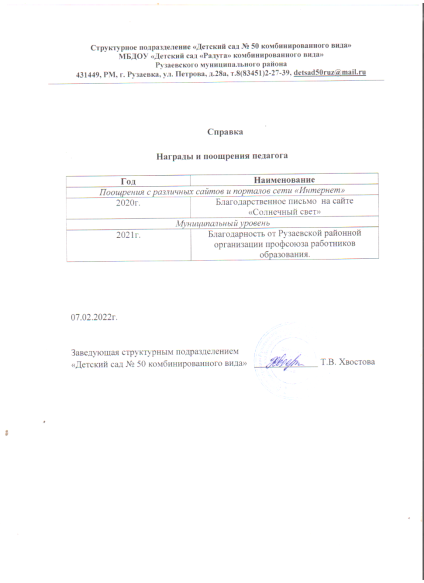 Структурное подразделение «Детский сад № 50 комбинированного вида»
МБДОУ «Детский сад «Радуга» комбинированного вида»
Рузаевского муниципального района
431449, РМ, г. Рузаевка, ул. Петрова, д.28а, т.8(83451)2-27-39, detsad50ruz@mail.ru
Справка
Награды и поощрения педагога
Год Наименование
Поощрения с различных сайтов и порталов сети «Интернет»
2020г. Благодарственное письмо на сайте
«Солнечный свет»
Муниципальный уровень
2021г. Благодарность от Рузаевской районной
организации профсоюза работников
образования.
07.02.2022г.
Заведующая структурным подразделением
«Детский сад № 50 комбинированного вида» Т.В. Хвостова